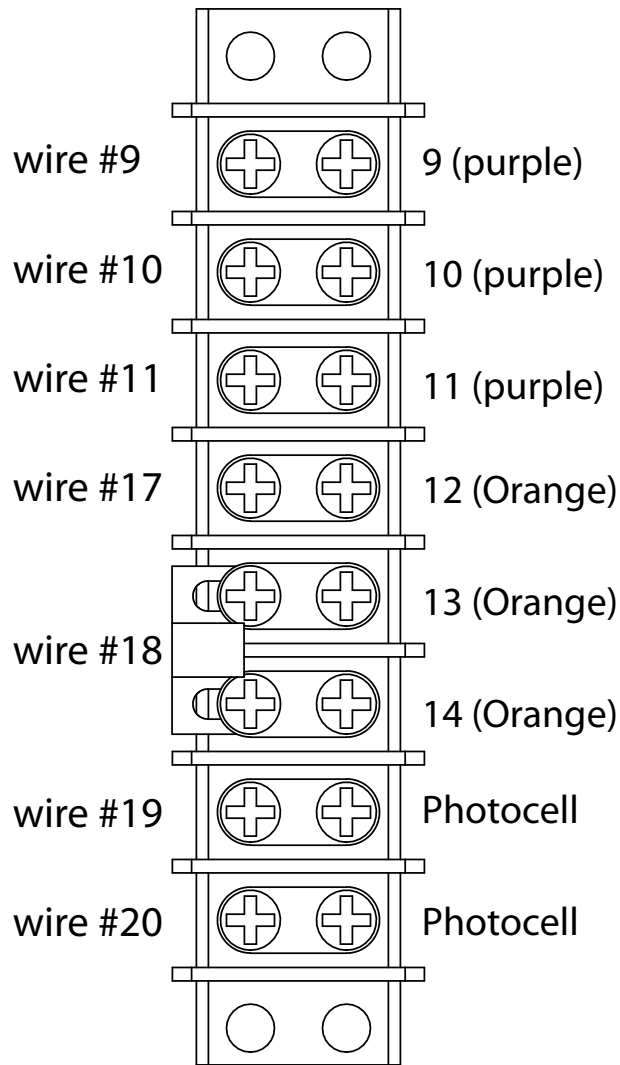 wire #9
9 (purple)
wire #10
10 (purple)
wire #11
11 (purple)
wire #17
12 (Orange)
13 (Orange)
wire #18
14 (Orange)
wire #19
Photocell
wire #20
Photocell